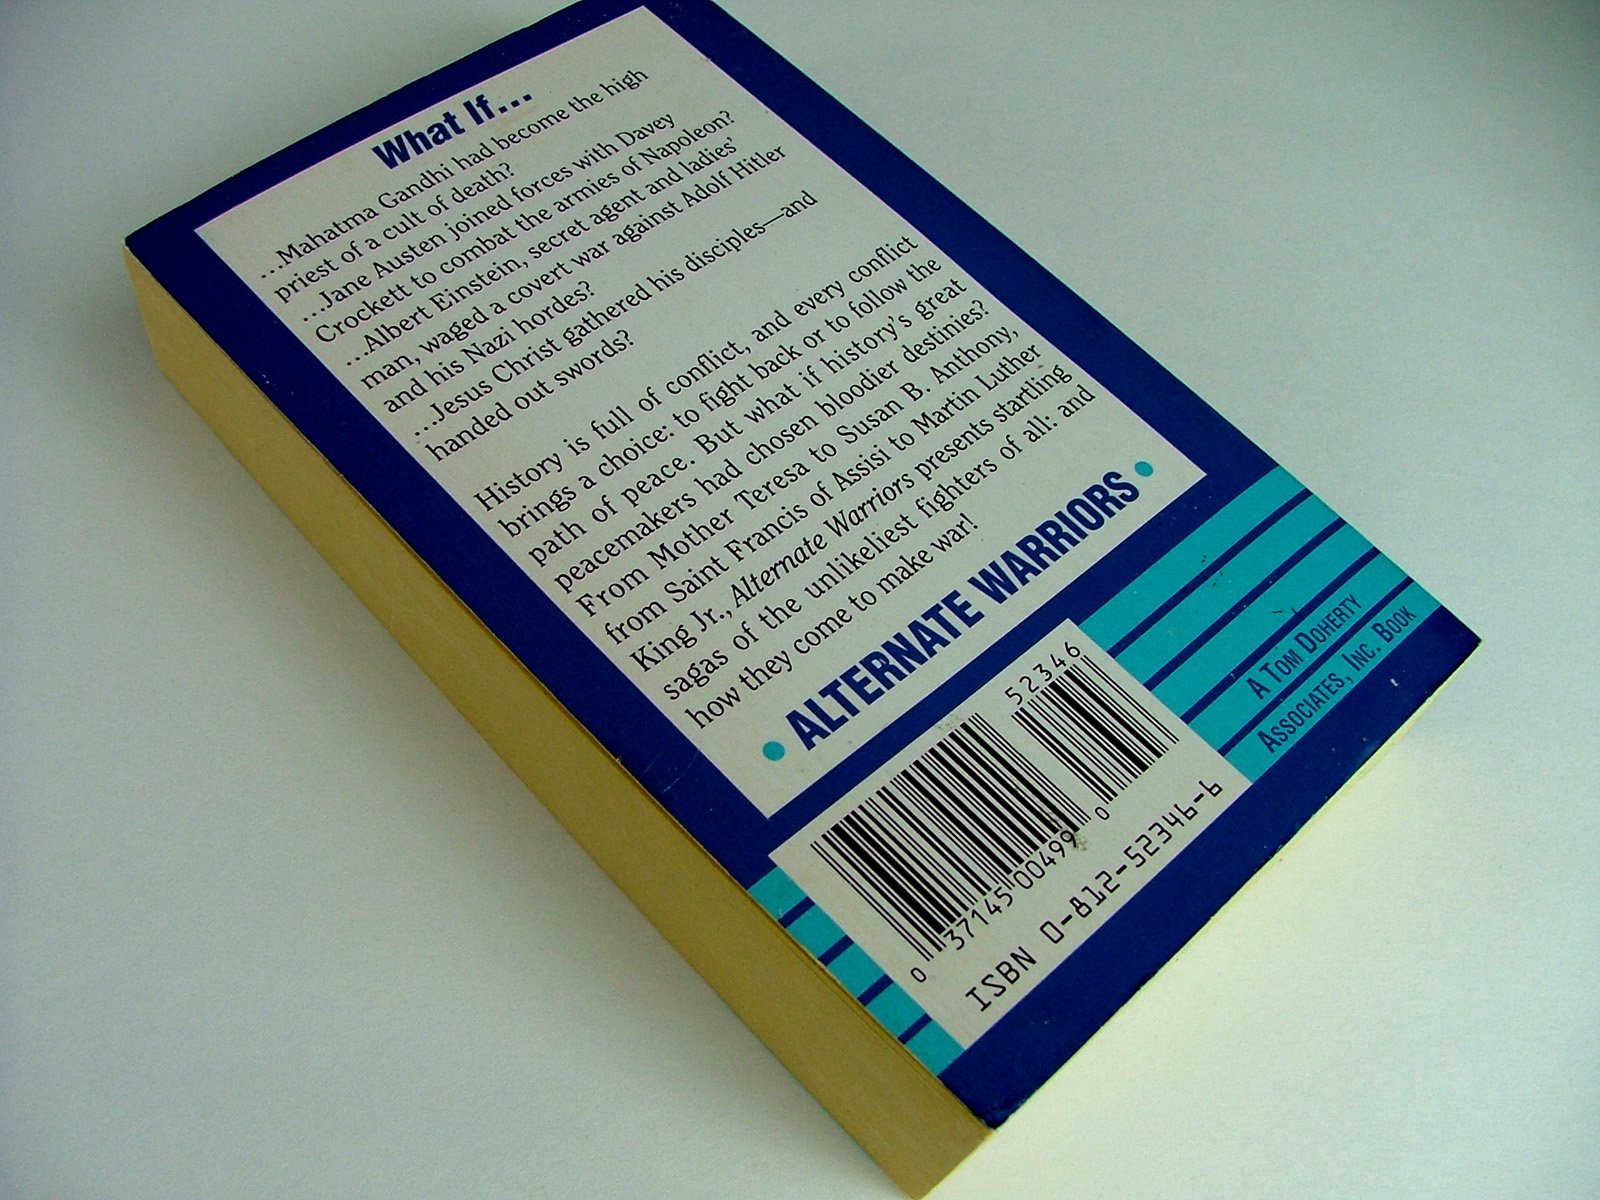 What If...
...Mahatma Gandhi had become the high
priest of a cult of death?
...Jane Austen joined forces with Davey
Crockett to combat the armies of Napoleon?
...Albert Einstein, secret agent and ladies'
man, waged a covert war against Adolf Hitler
and his Nazi hordes?
...Jesus Christ gathered his disciples—and
handed out swords?
History is full of conflict, and every conflict
brings a choice: to fight back or to follow the
path of peace. But what if history's great
peacemakers had chosen bloodier destinies?
From Mother Teresa to Susan B. Anthony,
from Saint Francis of Assisi to Martin Luther
King Jr., Alternate Warriors presents startling
sagas of the unlikeliest fighters of all: and
how they come to make war!
• ALTERNATE WARRIORS •
52346
0 37145 00499 0
ISBN 0-812-52346-6
A TOM DOHERTY
ASSOCIATES, INC. BOOK